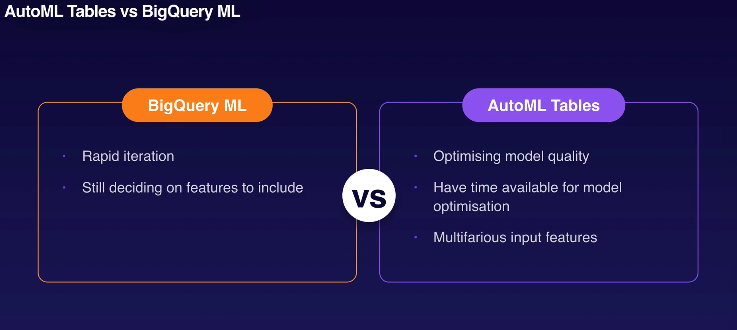 AutoML Tables vs BigQuery ML
BigQuery ML
Rapid iteration
Still deciding on features to include
vs
AutoML Tables
Optimising model quality
Have time available for model
optimisation
Multifarious input features